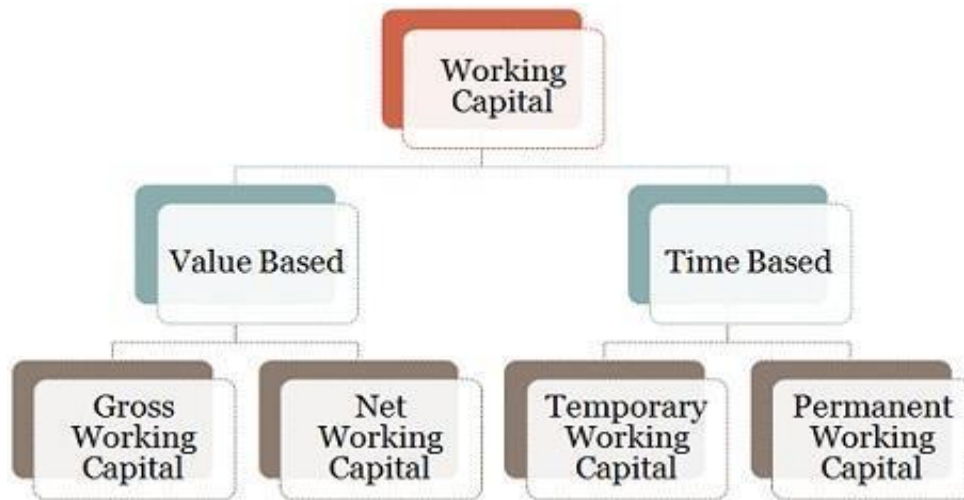 Working
Capital
Value Based
Time Based
Gross
Working
Capital
Net
Working
Capital
Temporary
Working
Capital
Permanent
Working
Capital